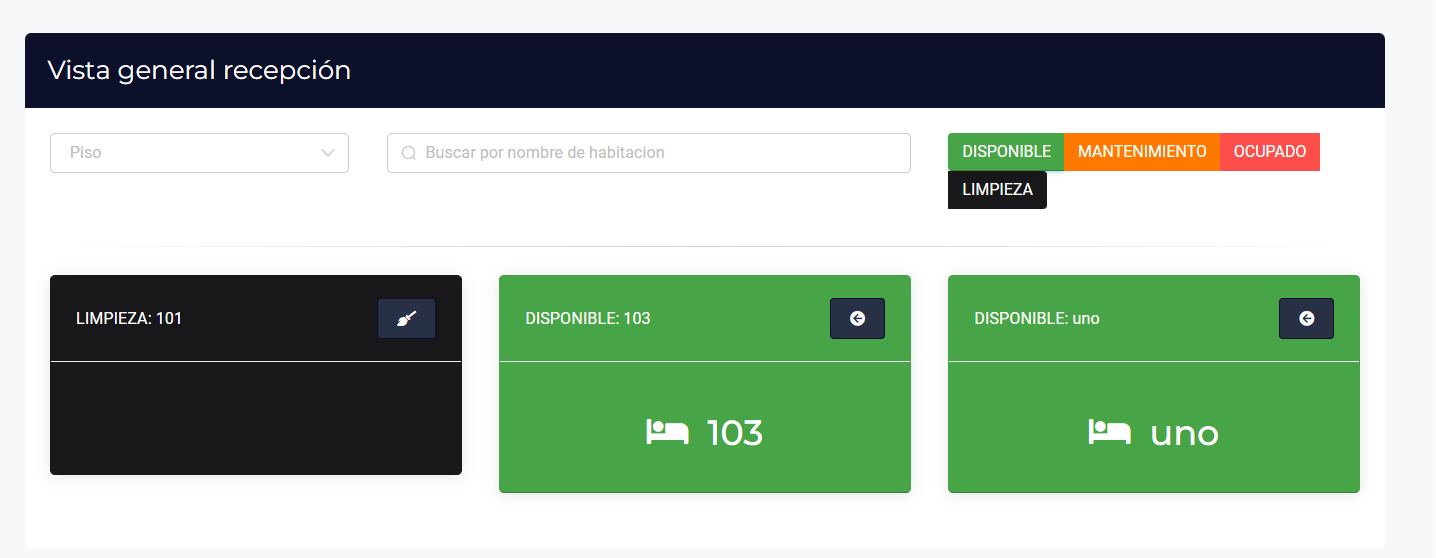 Vista general recepción
Piso
Buscar por nombre de habitacion
DISPONIBLE MANTENIMIENTO OCUPADO
LIMPIEZA
LIMPIEZA: 101
DISPONIBLE: 103
DISPONIBLE: uno
103
uno